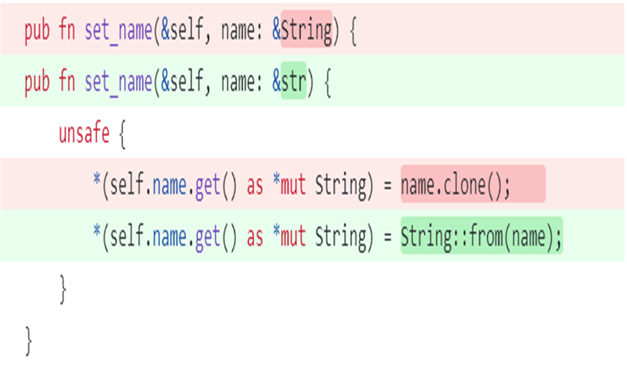 pub fn set_name(&self, name: &String) {
pub fn set_name(&self, name: &str) {
unsafe {
*(self.name.get() as *mut String) = name.clone();
*(self.name.get() as *mut String) = String::from(name);
}
}